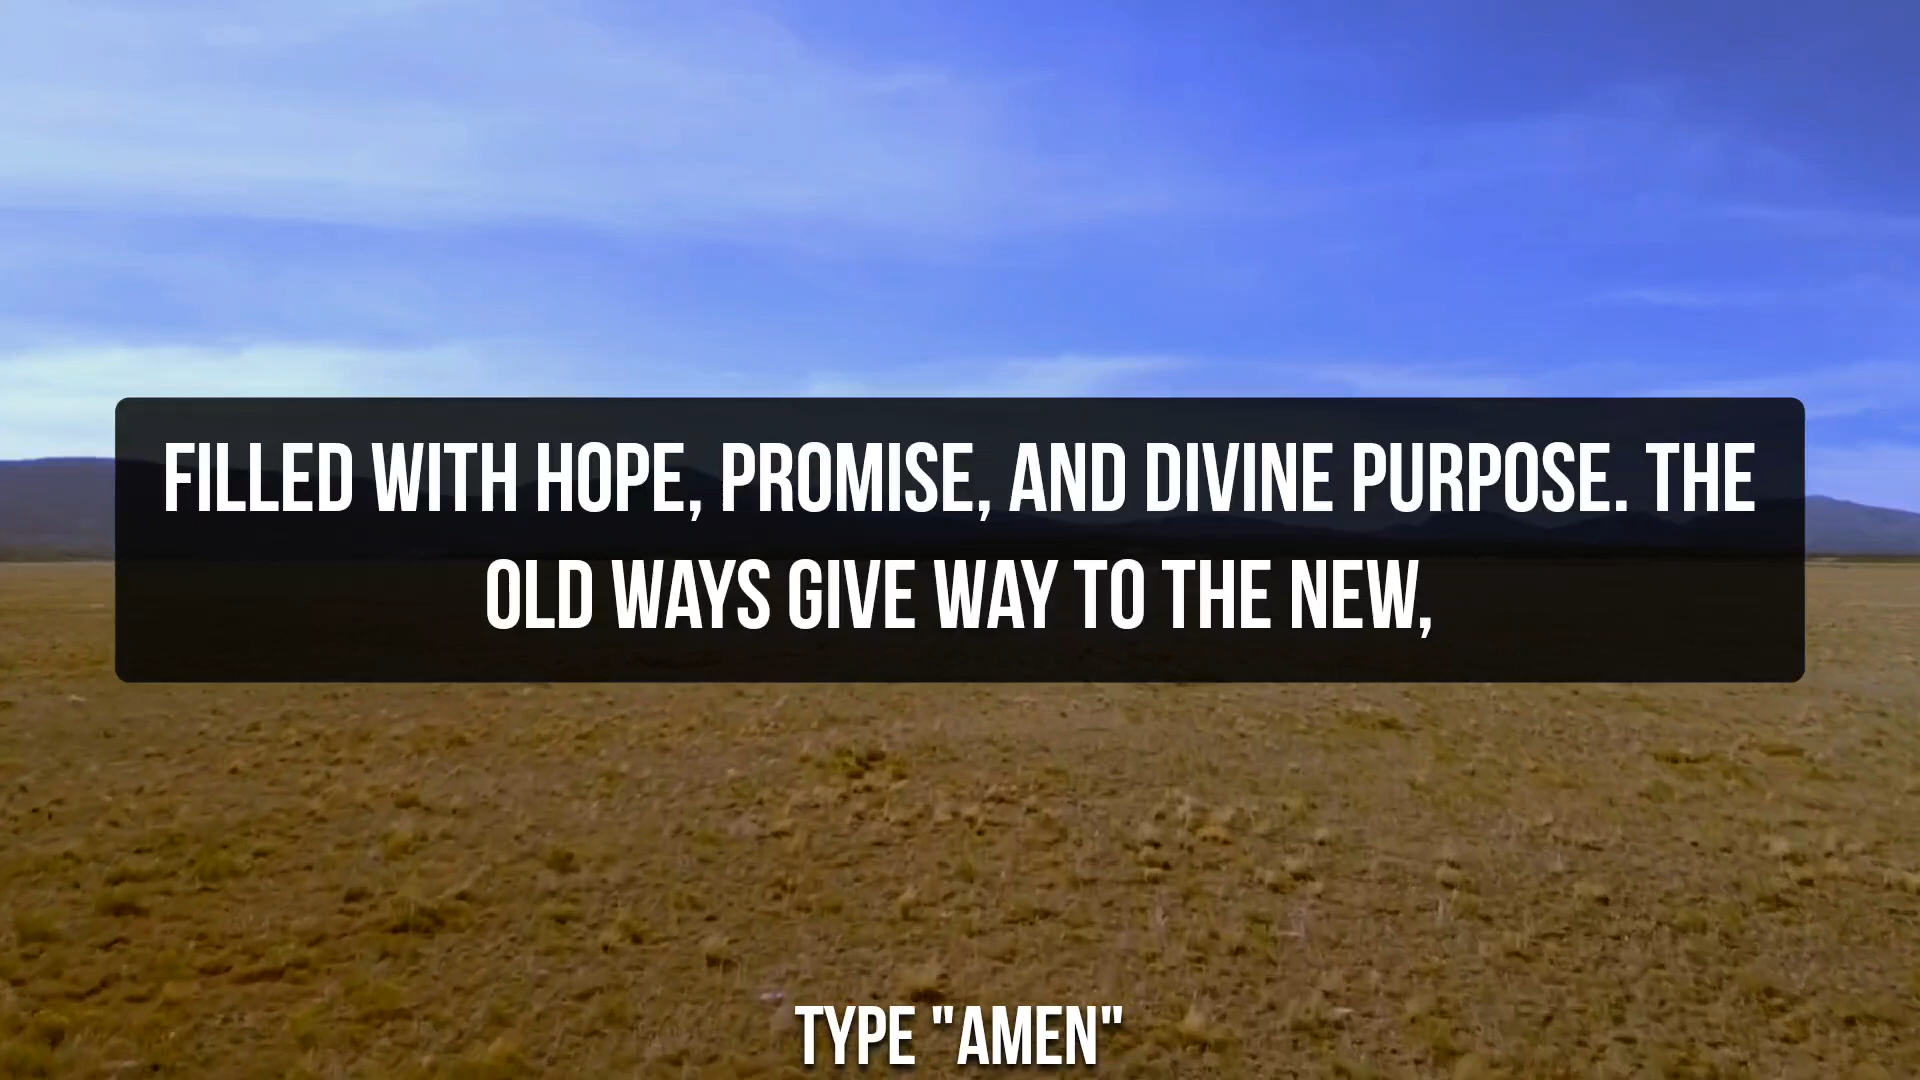 FILLED WITH HOPE, PROMISE, AND DIVINE PURPOSE. THE
OLD WAYS GIVE WAY TO THE NEW,
TYPE "AMEN"